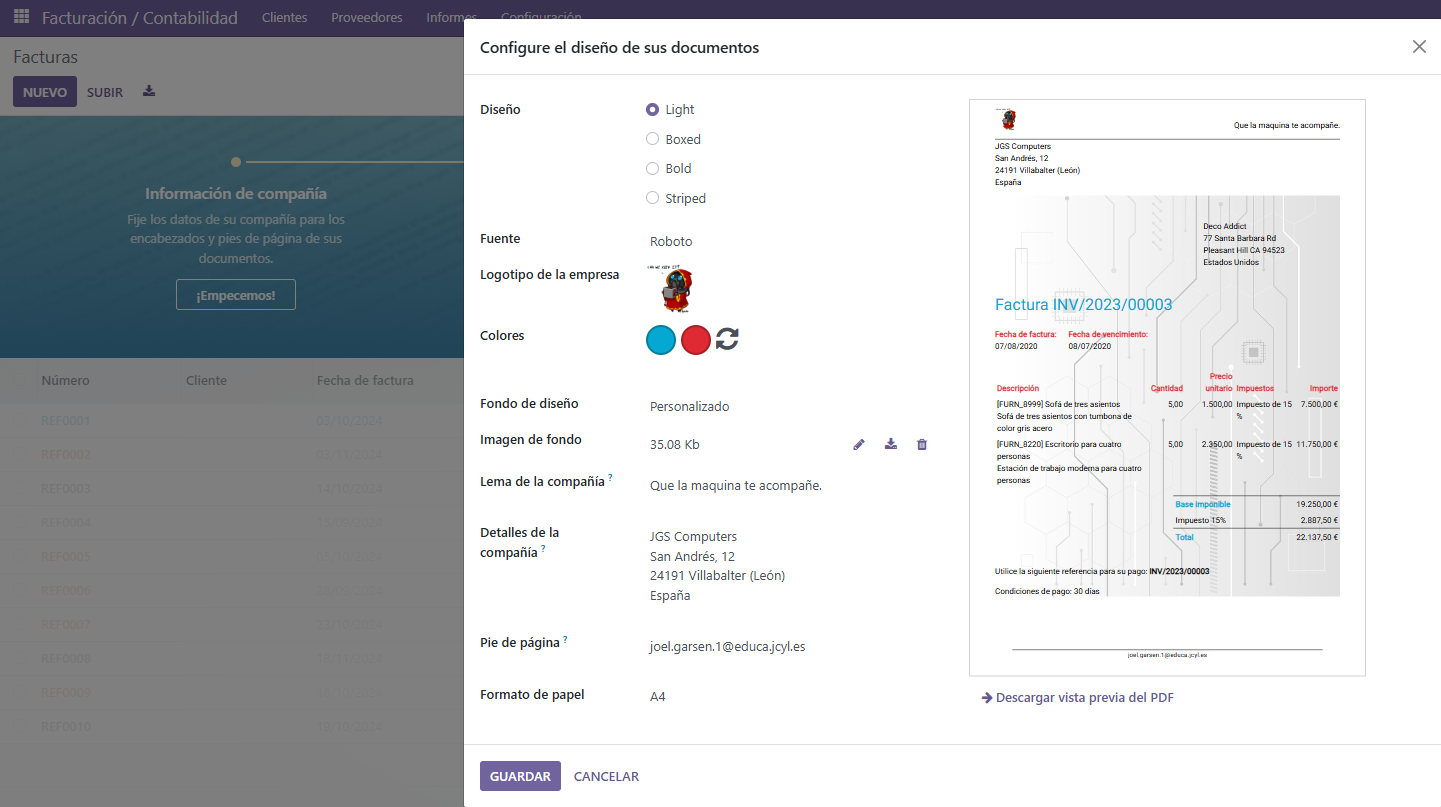 Facturación / Contabilidad Clientes Proveedores Informes Configuración
Facturas
NUEVO SUBIR
Información de compañía
Fije los datos de su compañía para los
encabezados y pies de página de sus
documentos.
¡Empecemos!
Número Cliente Fecha de factura
REF0001 03/10/2024
REF0002 03/11/2024
REF0003 14/10/2024
REF0004
REF0005
REF0006
REF0007 23/10/2024
REF0008
REF0009
REF0010 19/10/2024
Configure el diseño de sus documentos
Diseño
Light
Boxed
Bold
Striped
Fuente Roboto
Logotipo de la empresa
Colores
Fondo de diseño Personalizado
Imagen de fondo 35.08 Kb
Lema de la compañía ? Que la maquina te acompañe.
Detalles de la
compañía ?
JGS Computers
San Andrés, 12
24191 Villabalter (León)
España
Pie de página ? joel.garsen.1@educa.jcyl.es
Formato de papel A4
GUARDAR CANCELAR
Que la maquina te acompañe.
JGS Computers
San Andrés, 12
24191 Villabalter (León)
España
Deco Addict
77 Santa Barbara Rd
Pleasant Hill CA 94523
Estados Unidos
Factura INV/2023/00003
Fecha de factura: Fecha de vencimiento:
07/08/2020 08/07/2020
Precio
Descripción Cantidad unitario Impuestos Importe
[FURN_8999] Sofá de tres asientos 5,00 1.500,00 Impuesto de 15 7.500,00 €
Sofá de tres asientos con tumbona de %
color gris acero
[FURN_8220] Escritorio para cuatro 5,00 2.350,00 Impuesto de 15 11.750,00 €
personas %
Estación de trabajo moderna para cuatro
personas
Base imponible 19.250,00 €
Impuesto 15% 2.887,50 €
Total 22.137,50 €
Utilice la siguiente referencia para su pago: INV/2023/00003
Condiciones de pago: 30 días
joel.garsen.1@educa.jcyl.es
Descargar vista previa del PDF